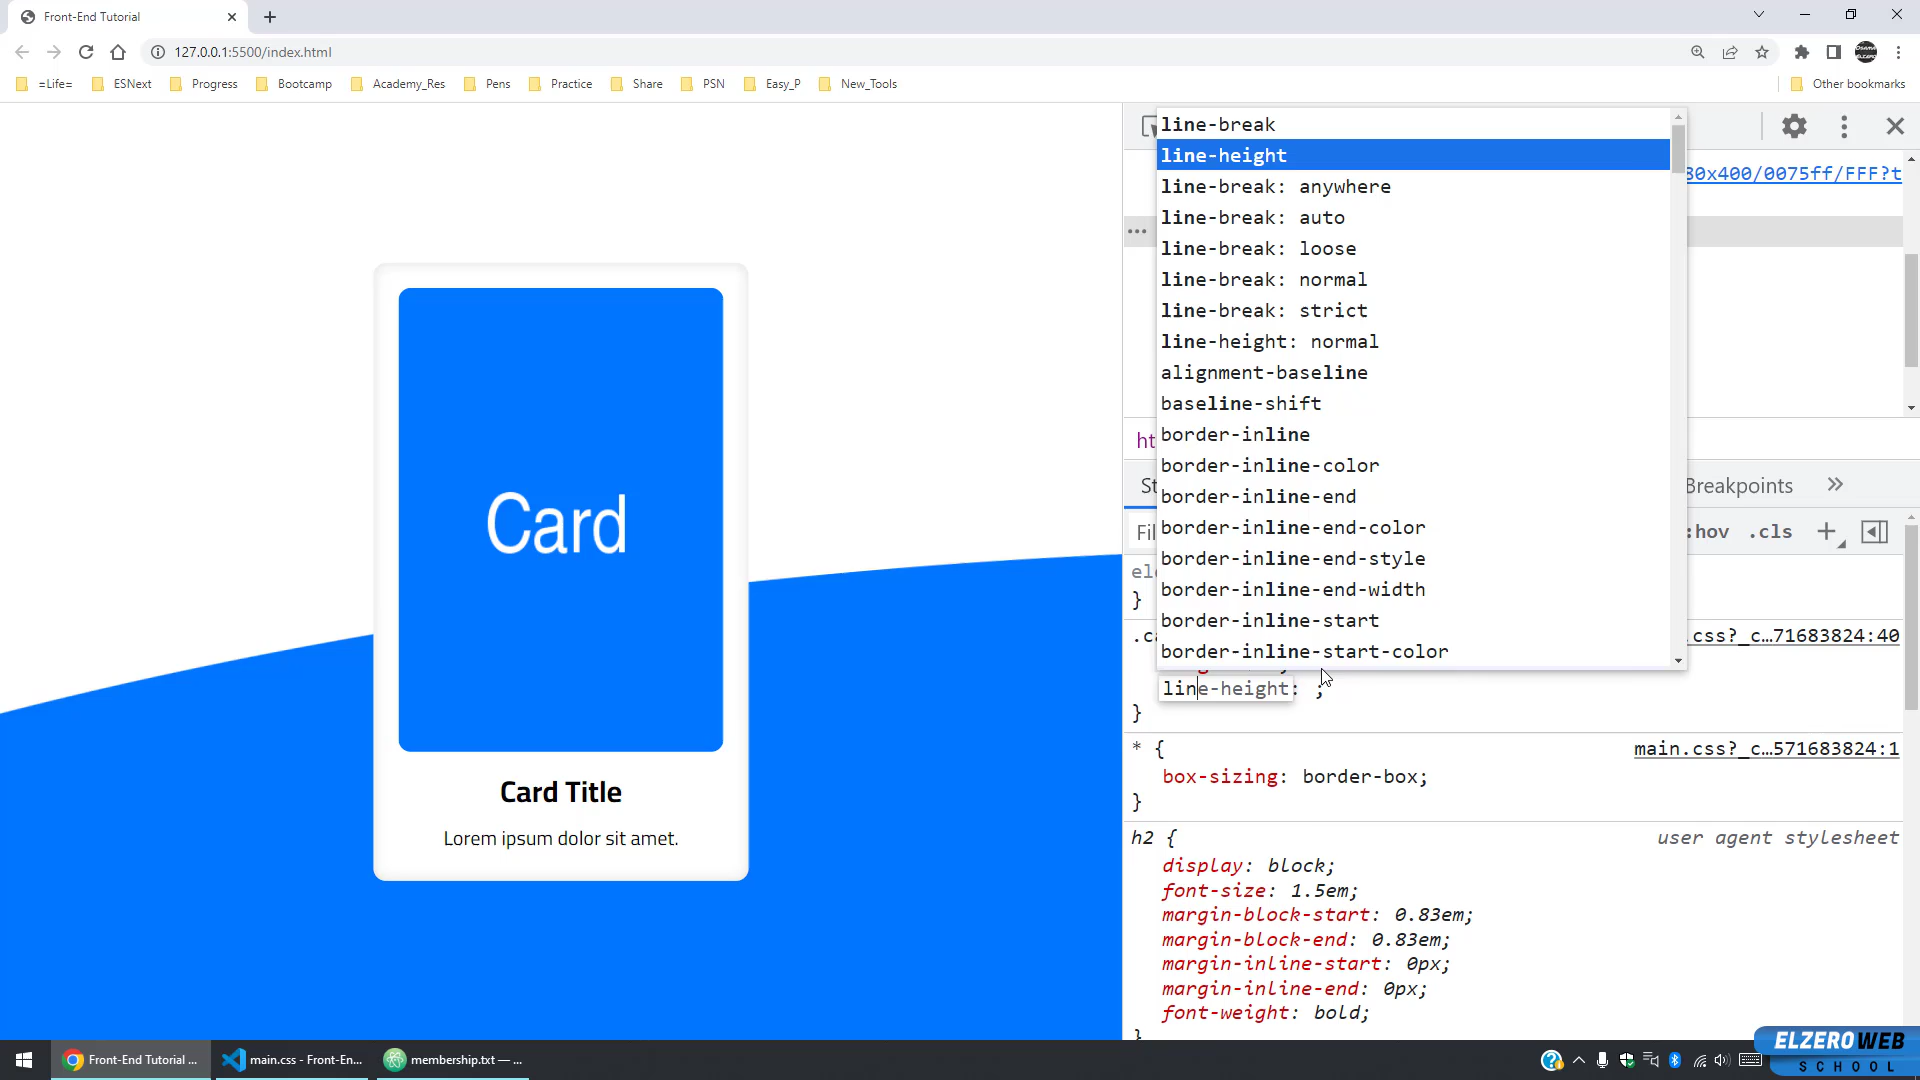 Front-End Tutorial
127.0.0.1:5500/index.html
=Life= ESNext Progress Bootcamp Academy_Res Pens Practice Share PSN Easy_P New_Tools Other bookmarks
Card
Card Title
Lorem ipsum dolor sit amet.
line-break
line-height
line-break: anywhere
line-break: auto
line-break: loose
line-break: normal
line-break: strict
line-height: normal
alignment-baseline
baseline-shift
border-inline
border-inline-color
border-inline-end
border-inline-end-color
border-inline-end-style
border-inline-end-width
border-inline-start
border-inline-start-color
80x400/0075ff/FFF?t
ht
St Breakpoints
Fil :hov .cls
ele
}
.ca .css?_c…71683824:40
line-height: ;
}
* { main.css?_c…571683824:1
box-sizing: border-box;
}
h2 { user agent stylesheet
display: block;
font-size: 1.5em;
margin-block-start: 0.83em;
margin-block-end: 0.83em;
margin-inline-start: 0px;
margin-inline-end: 0px;
font-weight: bold;
}
ELZEROWEB
SCHOOL
Front-End Tutorial ... main.css - Front-En... membership.txt — ...